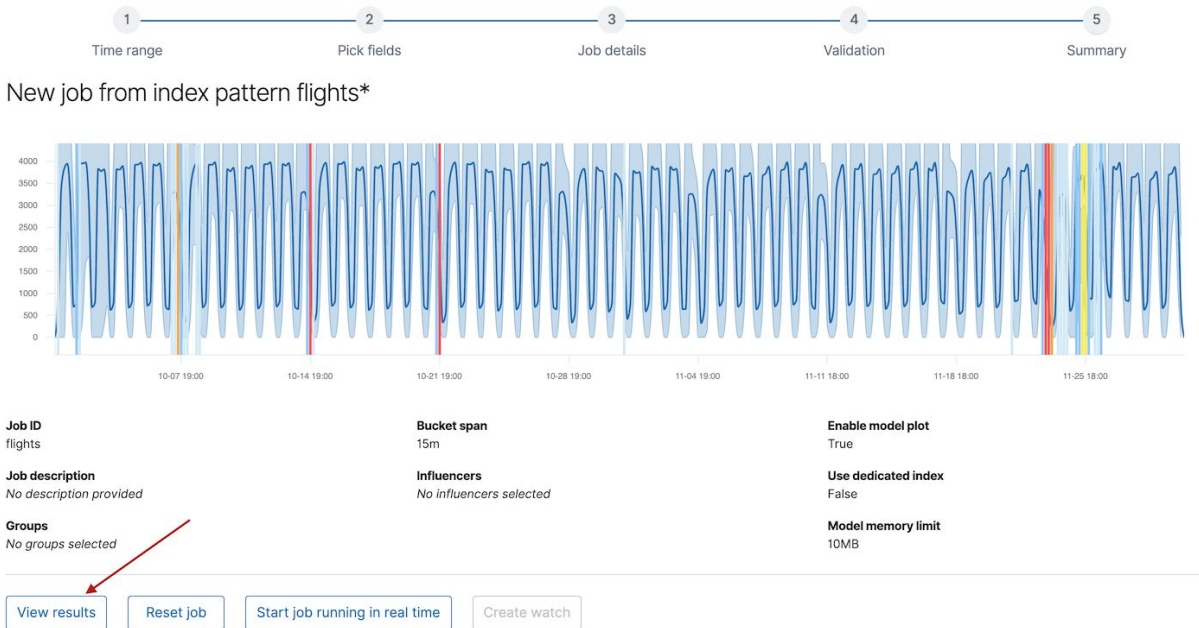 1 2 3 4 5
Time range Pick fields Job details Validation Summary
New job from index pattern flights*
4000
3500
3000
2500
2000
1500
1000
500
0
10-07 19:00 10-14 19:00 10-21 19:00 10-28 19:00 11-04 19:00 11-11 18:00 11-18 18:00 11-25 18:00
Job ID Bucket span Enable model plot
flights 15m True
Job description Influencers Use dedicated index
No description provided No influencers selected False
Groups Model memory limit
No groups selected 10MB
View results Reset job Start job running in real time Create watch